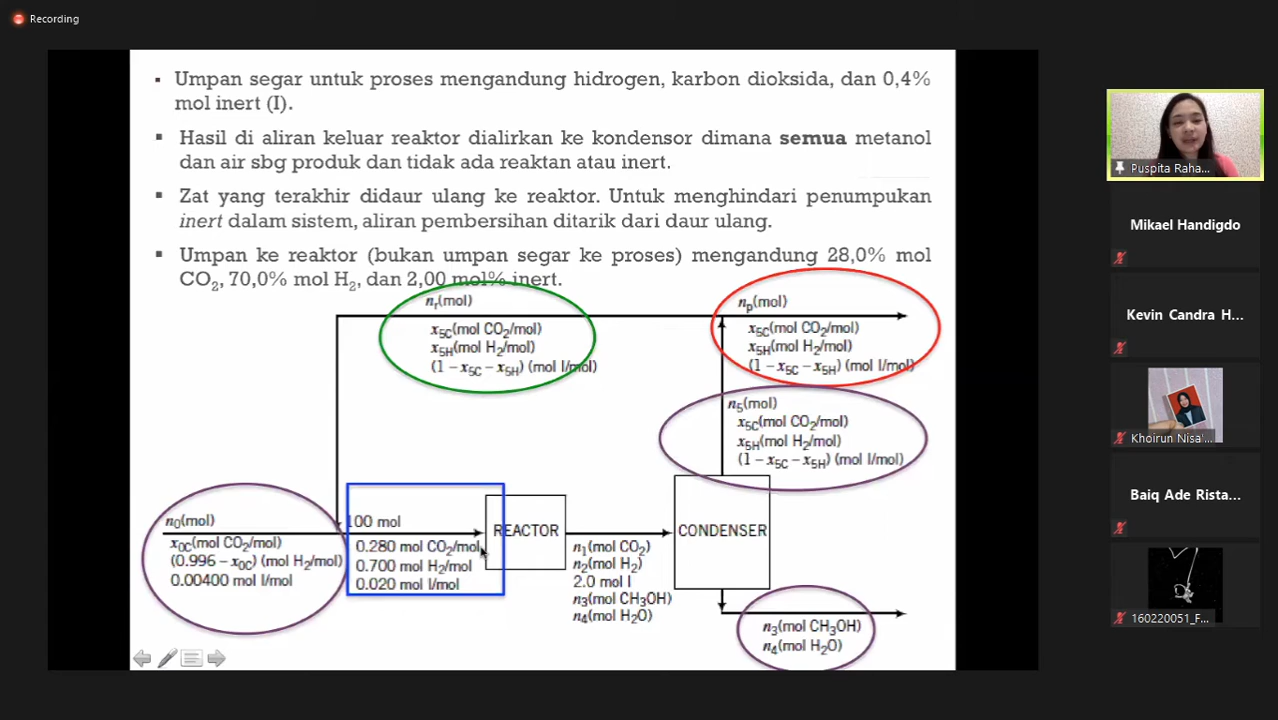 Recording
▪ Umpan segar untuk proses mengandung hidrogen, karbon dioksida, dan 0,4%
mol inert (I).
▪ Hasil di aliran keluar reaktor dialirkan ke kondensor dimana semua metanol
dan air sbg produk dan tidak ada reaktan atau inert.
▪ Zat yang terakhir didaur ulang ke reaktor. Untuk menghindari penumpukan
inert dalam sistem, aliran pembersihan ditarik dari daur ulang.
▪ Umpan ke reaktor (bukan umpan segar ke proses) mengandung 28,0% mol
CO₂, 70,0% mol H₂, dan 2,00 mol% inert.
nᵣ(mol)
x5C(mol CO₂/mol)
x5H(mol H₂/mol)
(1 – x5C – x5H) (mol I/mol)
nₚ(mol)
x5C(mol CO₂/mol)
x5H(mol H₂/mol)
(1 – x5C – x5H) (mol I/mol)
n₅(mol)
x5C(mol CO₂/mol)
x5H(mol H₂/mol)
(1 – x5C – x5H) (mol I/mol)
n₀(mol)
x0C(mol CO₂/mol)
(0.996 – x0C) (mol H₂/mol)
0.00400 mol I/mol
100 mol
0.280 mol CO₂/mol
0.700 mol H₂/mol
0.020 mol I/mol
REACTOR
n₁(mol CO₂)
n₂(mol H₂)
2.0 mol I
n₃(mol CH₃OH)
n₄(mol H₂O)
CONDENSER
n₃(mol CH₃OH)
n₄(mol H₂O)
Puspita Raha...
Mikael Handigdo
Kevin Candra H...
Khoirun Nisa'...
Baiq Ade Rista...
160220051_F...